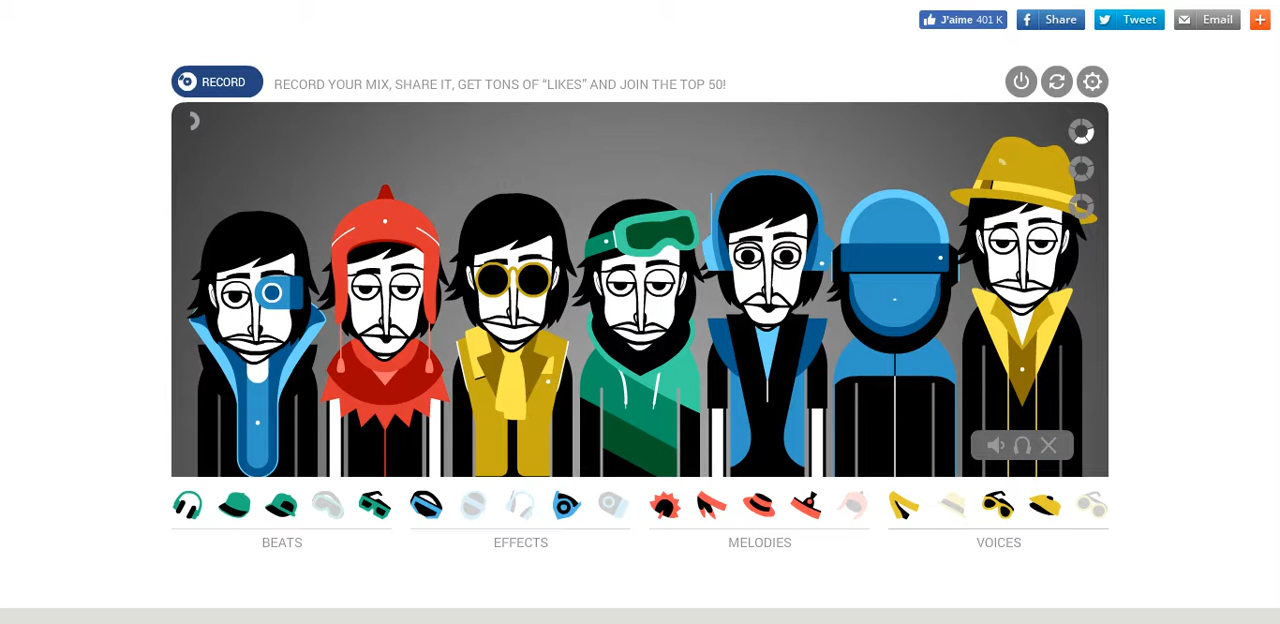 J'aime 401 K Share Tweet Email
RECORD RECORD YOUR MIX, SHARE IT, GET TONS OF “LIKES” AND JOIN THE TOP 50!
BEATS EFFECTS MELODIES VOICES